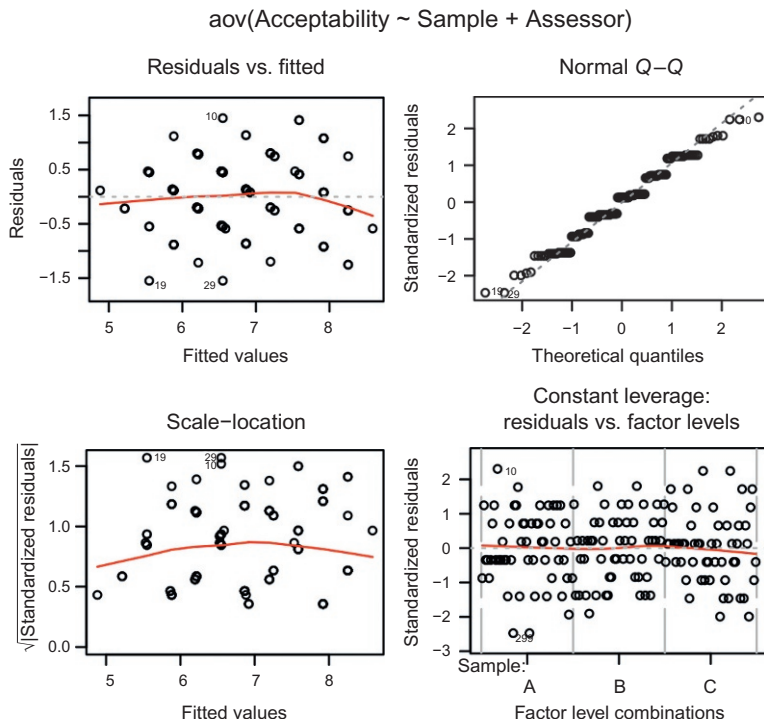 aov(Acceptability ~ Sample + Assessor)
Residuals vs. fitted
Residuals
1.5
0.5
−0.5
−1.5
10
19
29
5 6 7 8
Fitted values
Normal Q–Q
Standardized residuals
2
1
0
−1
−2
10
19
29
−2 −1 0 1 2
Theoretical quantiles
Scale−location
√|Standardized residuals|
1.5
1.0
0.5
0.0
19
29
10
5 6 7 8
Fitted values
Constant leverage:
residuals vs. factor levels
Standardized residuals
2
1
0
−1
−2
−3
10
299
Sample:
A B C
Factor level combinations